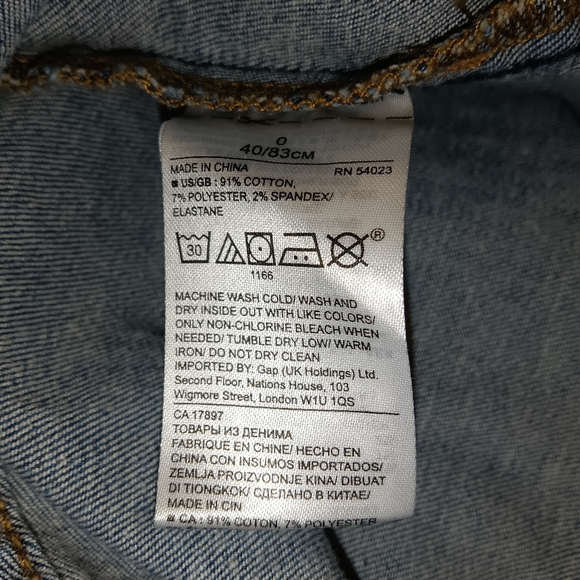 0
40/83CM
MADE IN CHINA RN 54023
■ US/GB : 91% COTTON,
7% POLYESTER, 2% SPANDEX/
ELASTANE
30 ®
1166
MACHINE WASH COLD/ WASH AND
DRY INSIDE OUT WITH LIKE COLORS/
ONLY NON-CHLORINE BLEACH WHEN
NEEDED/ TUMBLE DRY LOW/ WARM
IRON/ DO NOT DRY CLEAN
IMPORTED BY: Gap (UK Holdings) Ltd.
Second Floor, Nations House, 103
Wigmore Street, London W1U 1QS
CA 17897
ТОВАРЫ ИЗ ДЕНИМА
FABRIQUE EN CHINE/ HECHO EN
CHINA CON INSUMOS IMPORTADOS/
ZEMLJA PROIZVODNJE KINA/ DIBUAT
DI TIONGKOK/ СДЕЛАНО В КИТАЕ/
MADE IN CIN
■ CA : 91% COTON, 7% POLYESTER